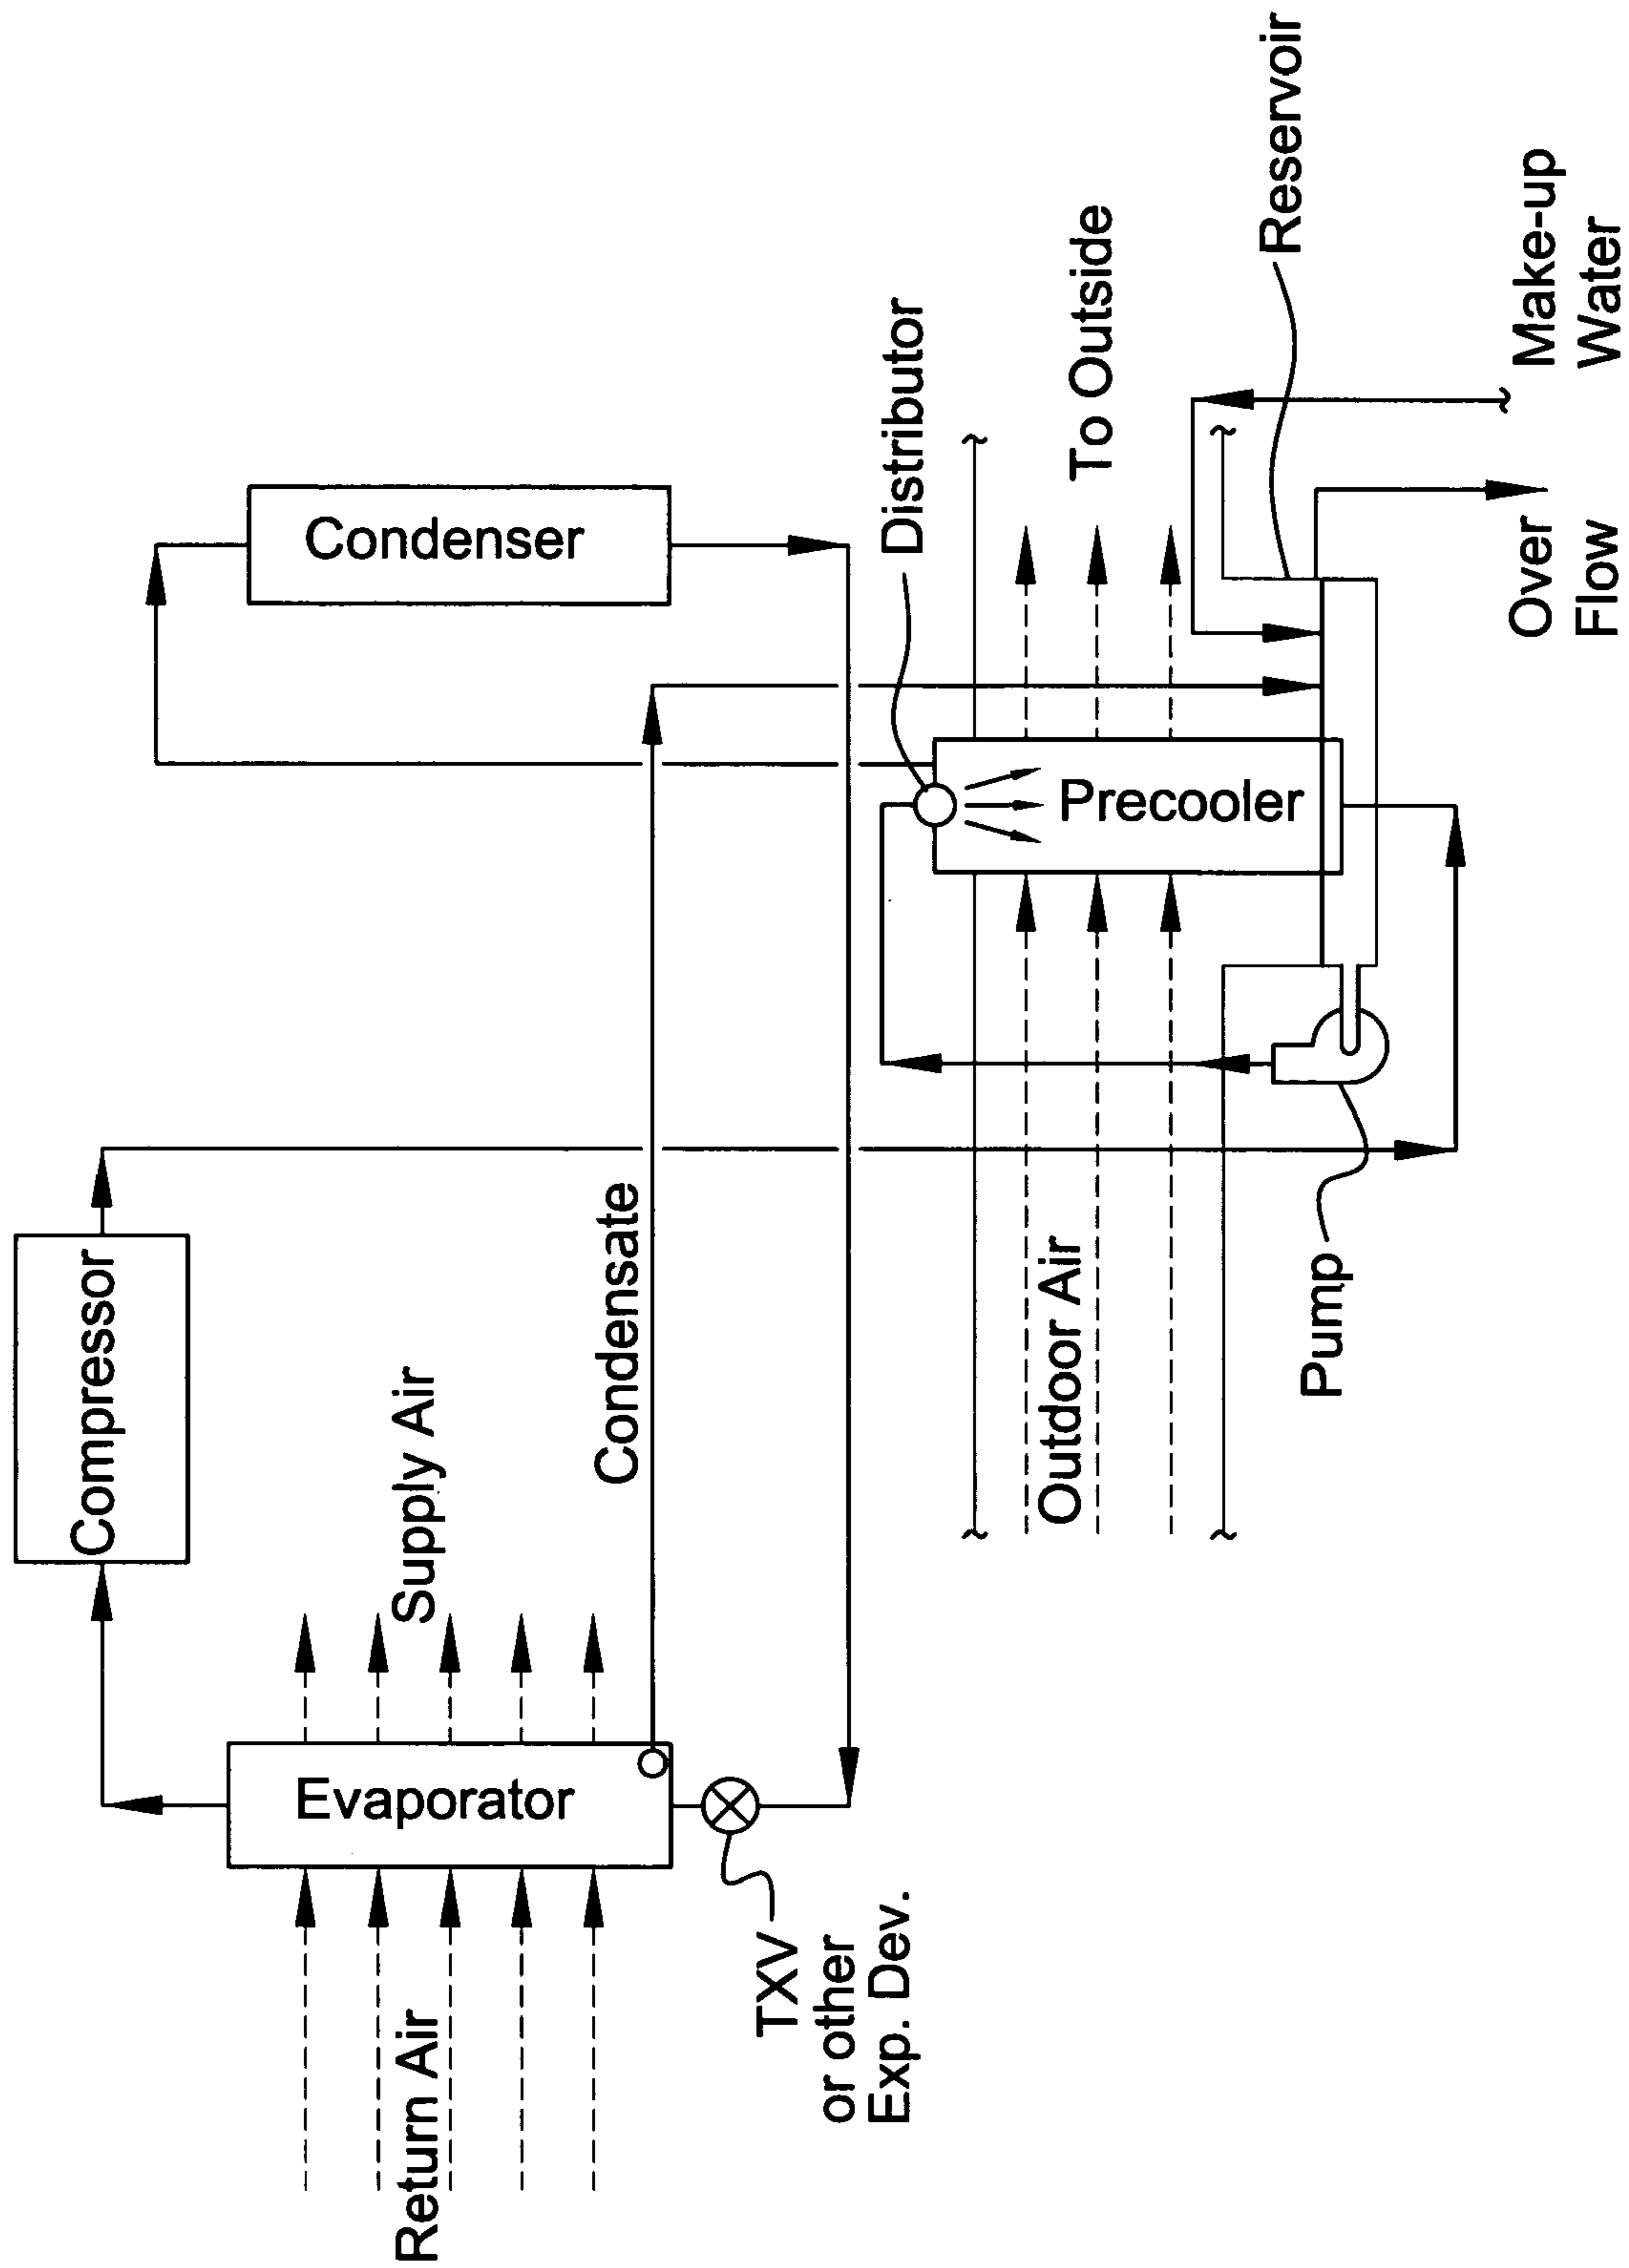 Compressor
Condenser
Supply Air
Evaporator
Return Air
Condensate
TXV
or other
Exp. Dev.
Distributor
Outdoor Air
Precooler
To Outside
Pump
Reservoir
Over
Flow
Make-up
Water